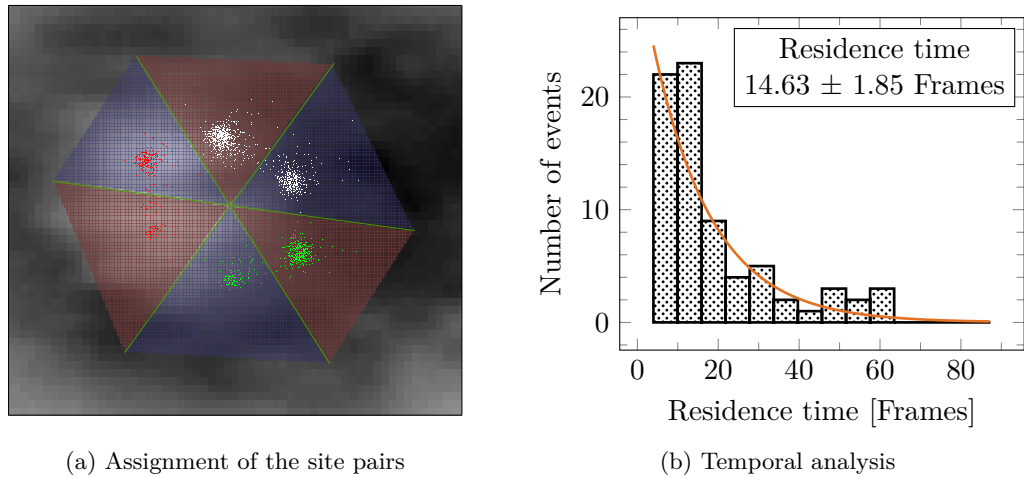 Residence time
14.63 ± 1.85 Frames
Number of events
20
10
0
0 20 40 60 80
Residence time [Frames]
(a) Assignment of the site pairs
(b) Temporal analysis